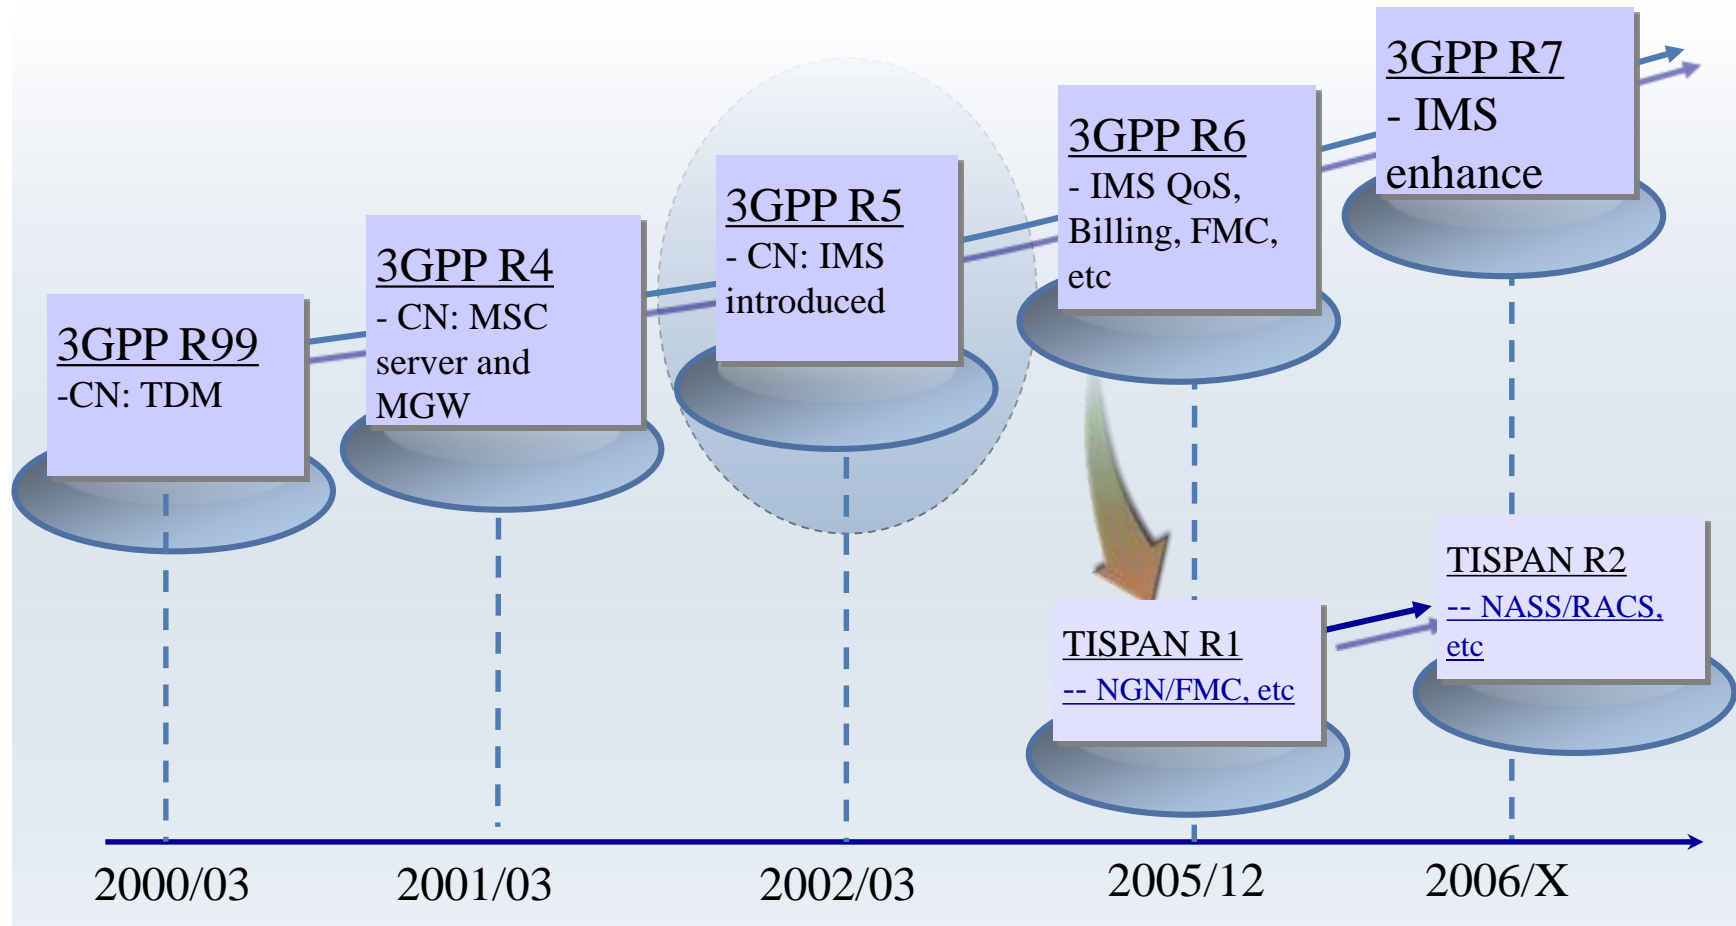 3GPP R99
-CN: TDM
3GPP R4
- CN: MSC
server and
MGW
3GPP R5
- CN: IMS
introduced
3GPP R6
- IMS QoS,
Billing, FMC,
etc
3GPP R7
- IMS
enhance
TISPAN R1
-- NGN/FMC, etc
TISPAN R2
-- NASS/RACS,
etc
2000/03
2001/03
2002/03
2005/12
2006/X